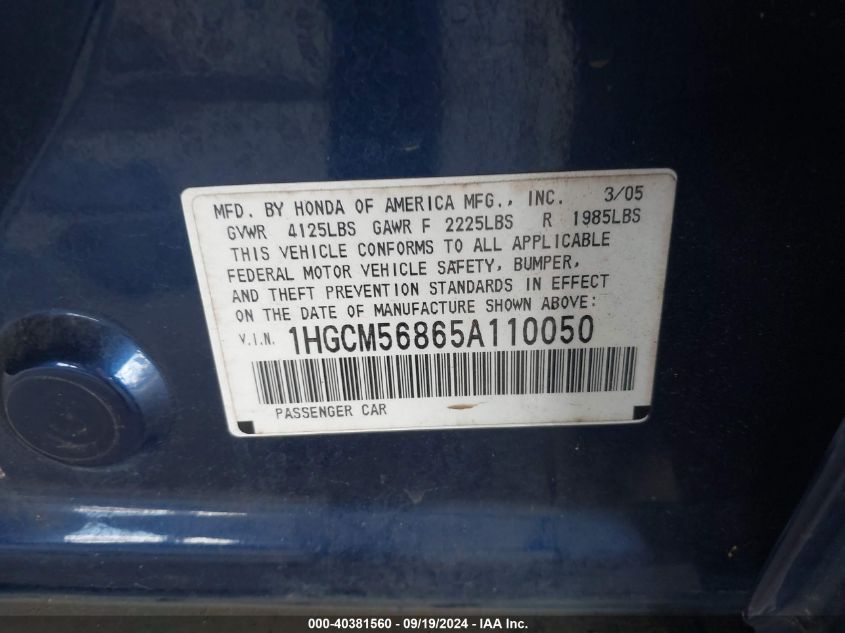 MFD. BY HONDA OF AMERICA MFG., INC. 3/05
GVWR 4125LBS GAWR F 2225LBS R 1985LBS
THIS VEHICLE CONFORMS TO ALL APPLICABLE
FEDERAL MOTOR VEHICLE SAFETY, BUMPER,
AND THEFT PREVENTION STANDARDS IN EFFECT
ON THE DATE OF MANUFACTURE SHOWN ABOVE:
V.I.N. 1HGCM56865A110050
PASSENGER CAR
000-40381560 - 09/19/2024 - IAA Inc.